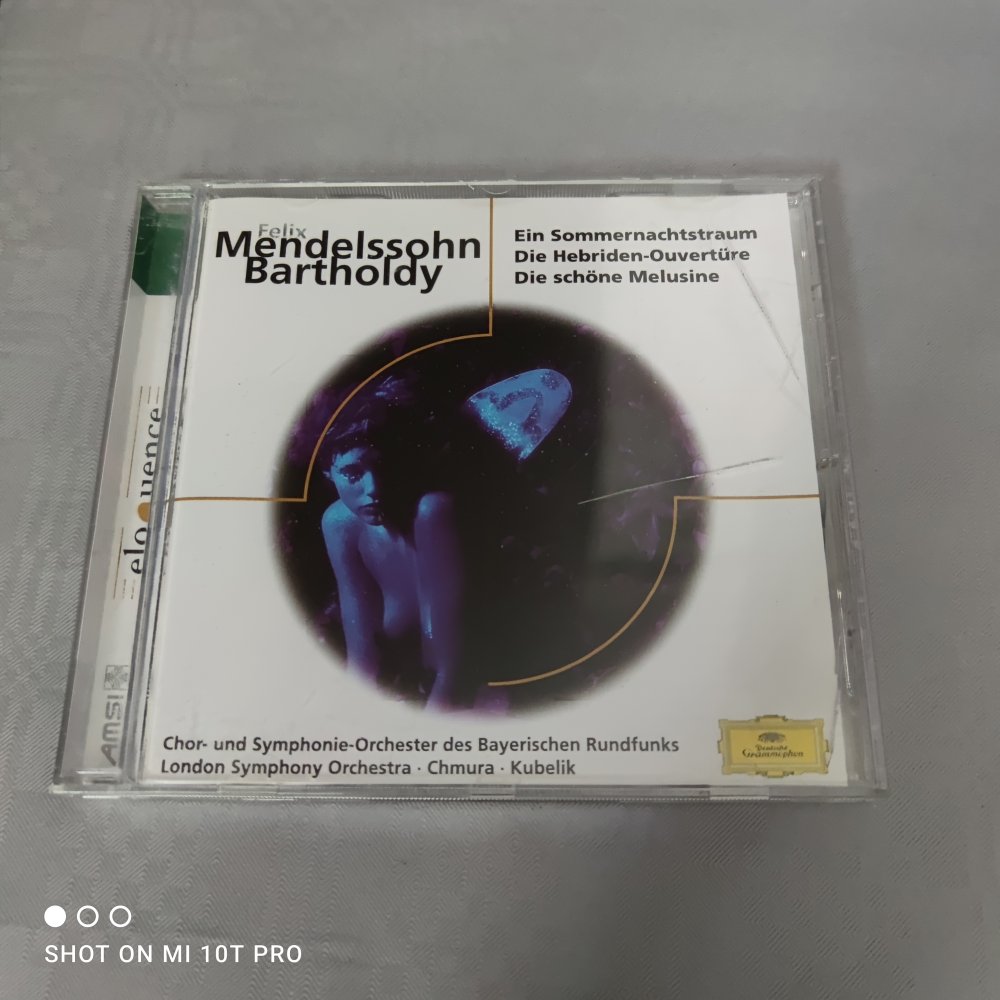 Felix
Mendelssohn
Bartholdy
Ein Sommernachtstraum
Die Hebriden-Ouvertüre
Die schöne Melusine
eloquence
AMSI
Chor- und Symphonie-Orchester des Bayerischen Rundfunks
London Symphony Orchestra · Chmura · Kubelik
Deutsche
Grammophon
SHOT ON MI 10T PRO